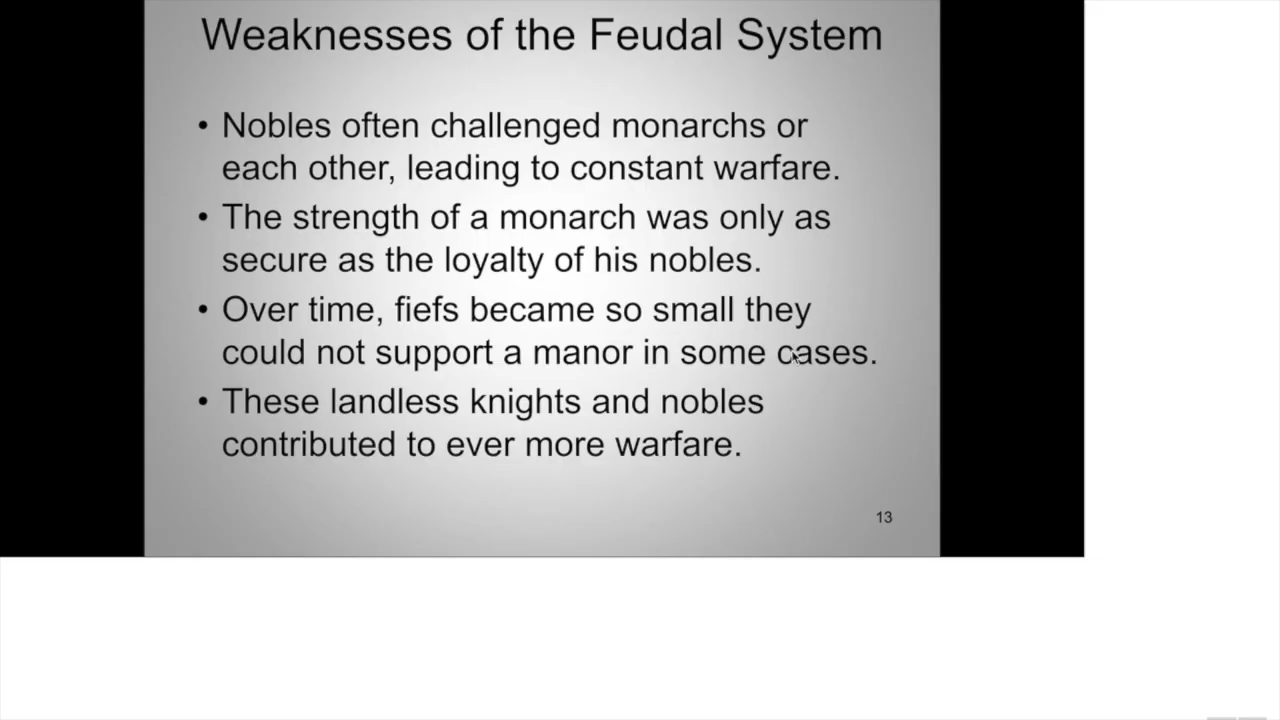 Weaknesses of the Feudal System
• Nobles often challenged monarchs or
each other, leading to constant warfare.
• The strength of a monarch was only as
secure as the loyalty of his nobles.
• Over time, fiefs became so small they
could not support a manor in some cases.
• These landless knights and nobles
contributed to ever more warfare.
13